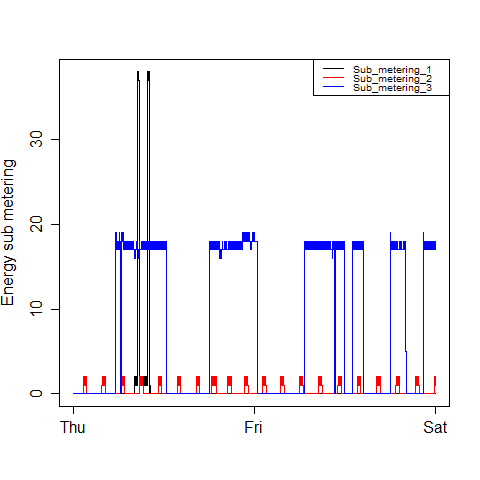 Sub_metering_1
Sub_metering_2
Sub_metering_3
Energy sub metering
30
20
10
0
Thu Fri Sat